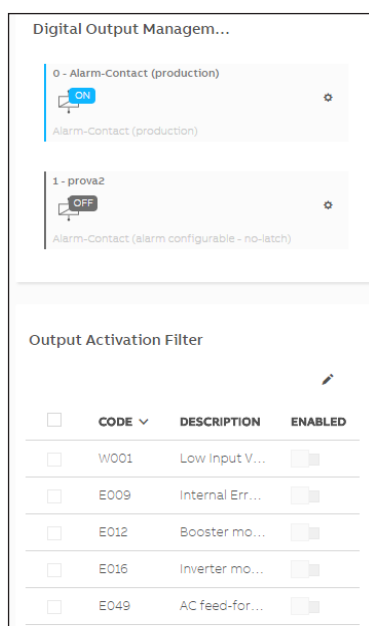 Digital Output Managem...
0 - Alarm-Contact (production)
ON
Alarm-Contact (production)
1 - prova2
OFF
Alarm-Contact (alarm configurable - no-latch)
Output Activation Filter
CODE DESCRIPTION ENABLED
W001 Low Input V...
E009 Internal Err...
E012 Booster mo...
E016 Inverter mo...
E049 AC feed-for...